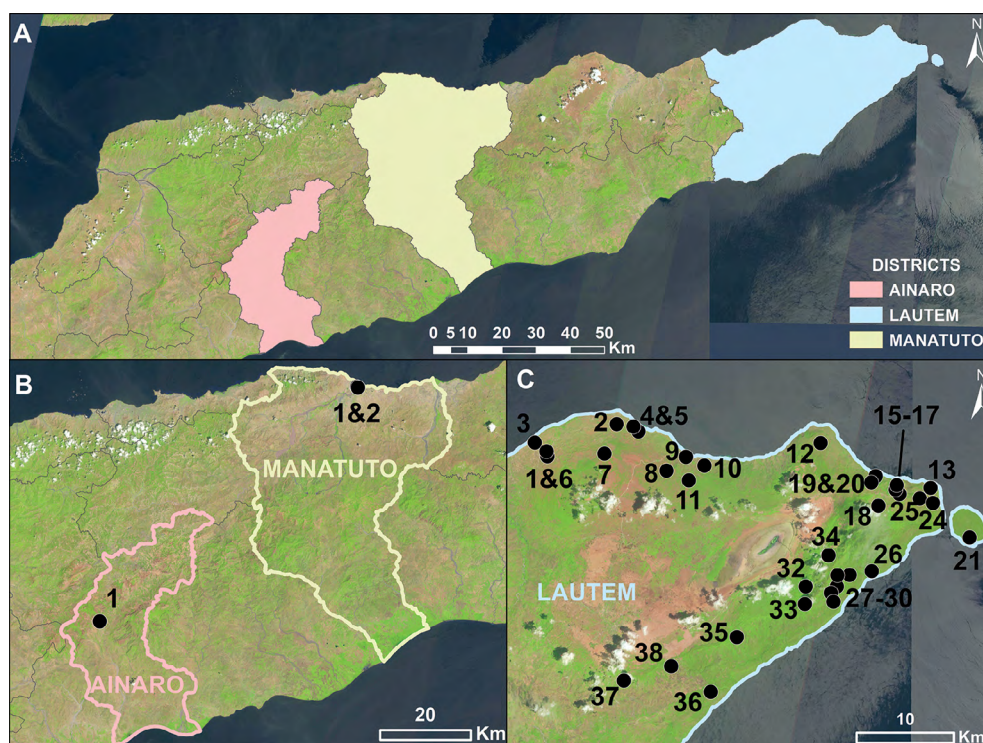 A
N
DISTRICTS
AINARO
LAUTEM
MANATUTO
0 5 10 20 30 40 50
Km
B
1&2
MANATUTO
1
AINARO
20
Km
C
N
15-17
2
4&5
3
12
13
9
10
1&6
7
8
19&20
11
18
25
24
34
21
32
26
LAUTEM
33
27-30
35
38
37
36
10
Km